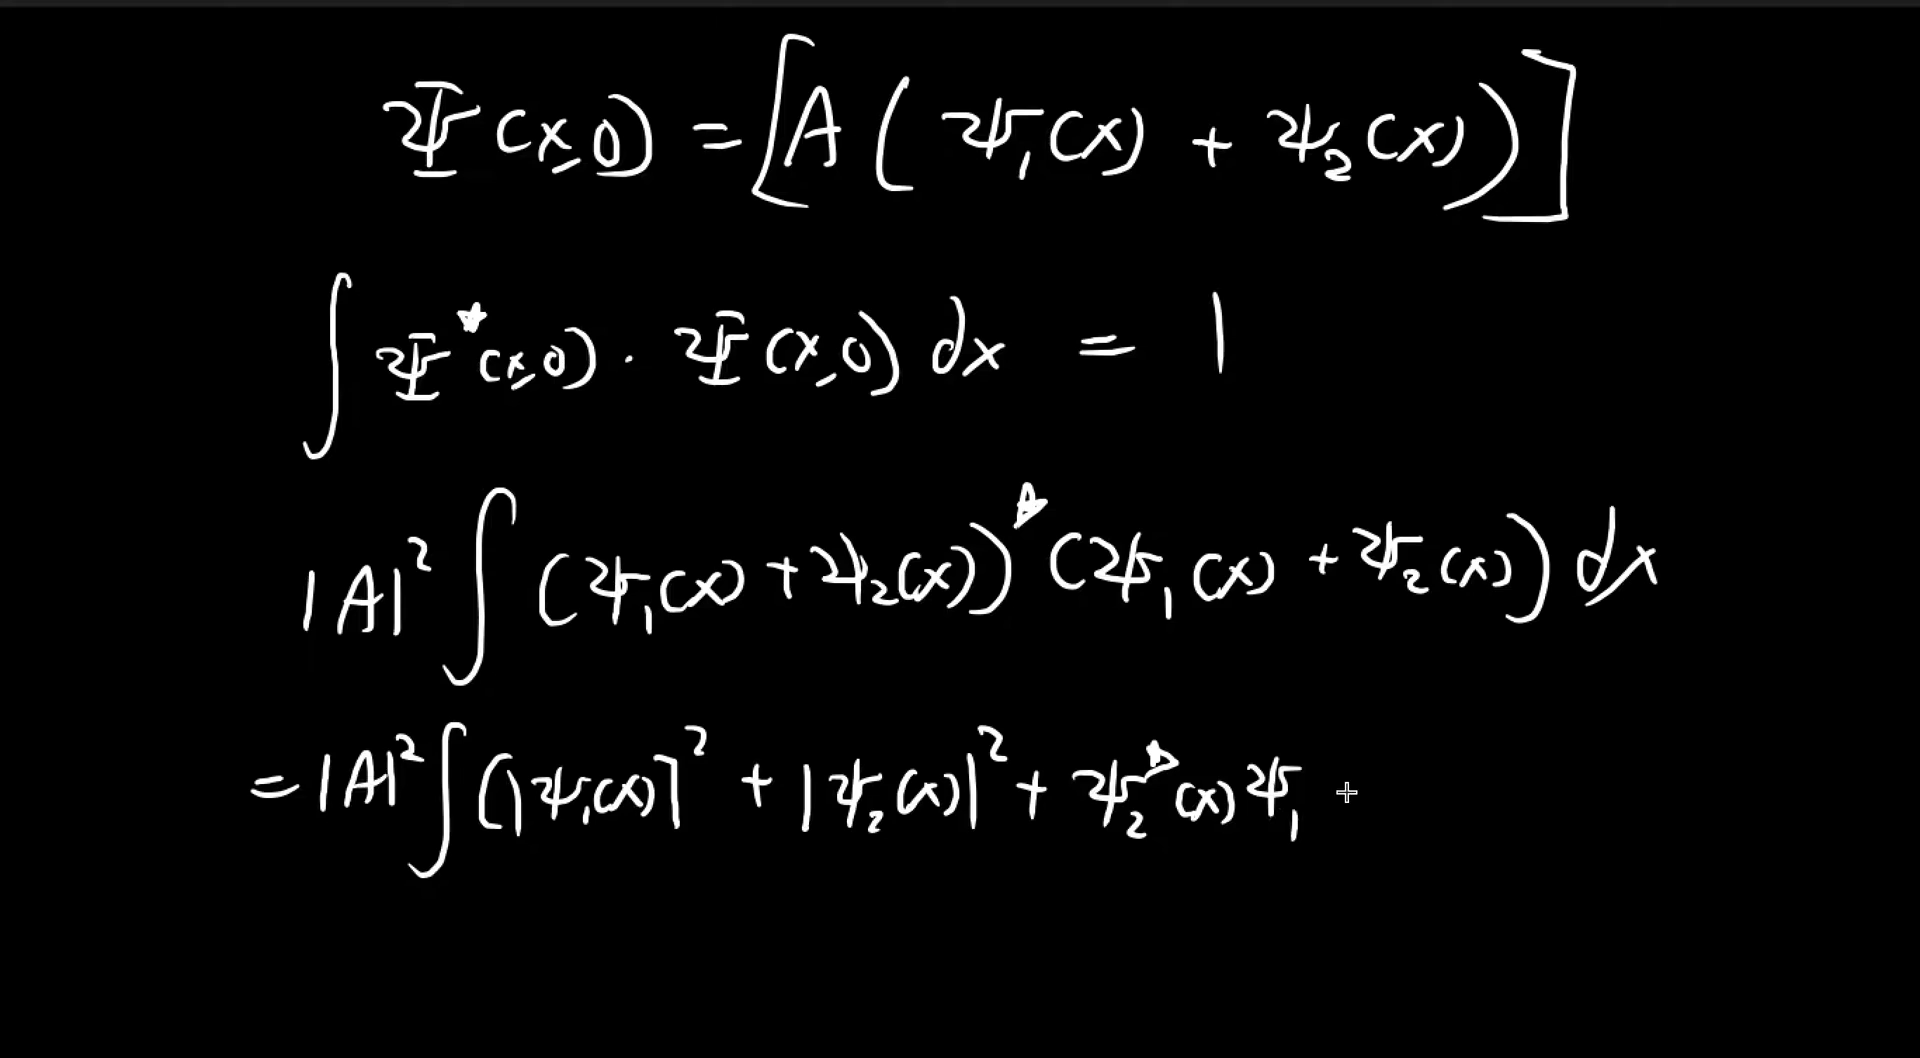 Ψ(x,0) = [A(ψ₁(x) + ψ₂(x))]
∫Ψ*(x,0) · Ψ(x,0) dx = 1
|A|² ∫(ψ₁(x) + ψ₂(x))* (ψ₁(x) + ψ₂(x)) dx
= |A|² ∫(|ψ₁(x)|² + |ψ₂(x)|² + ψ₂*(x) ψ₁ +